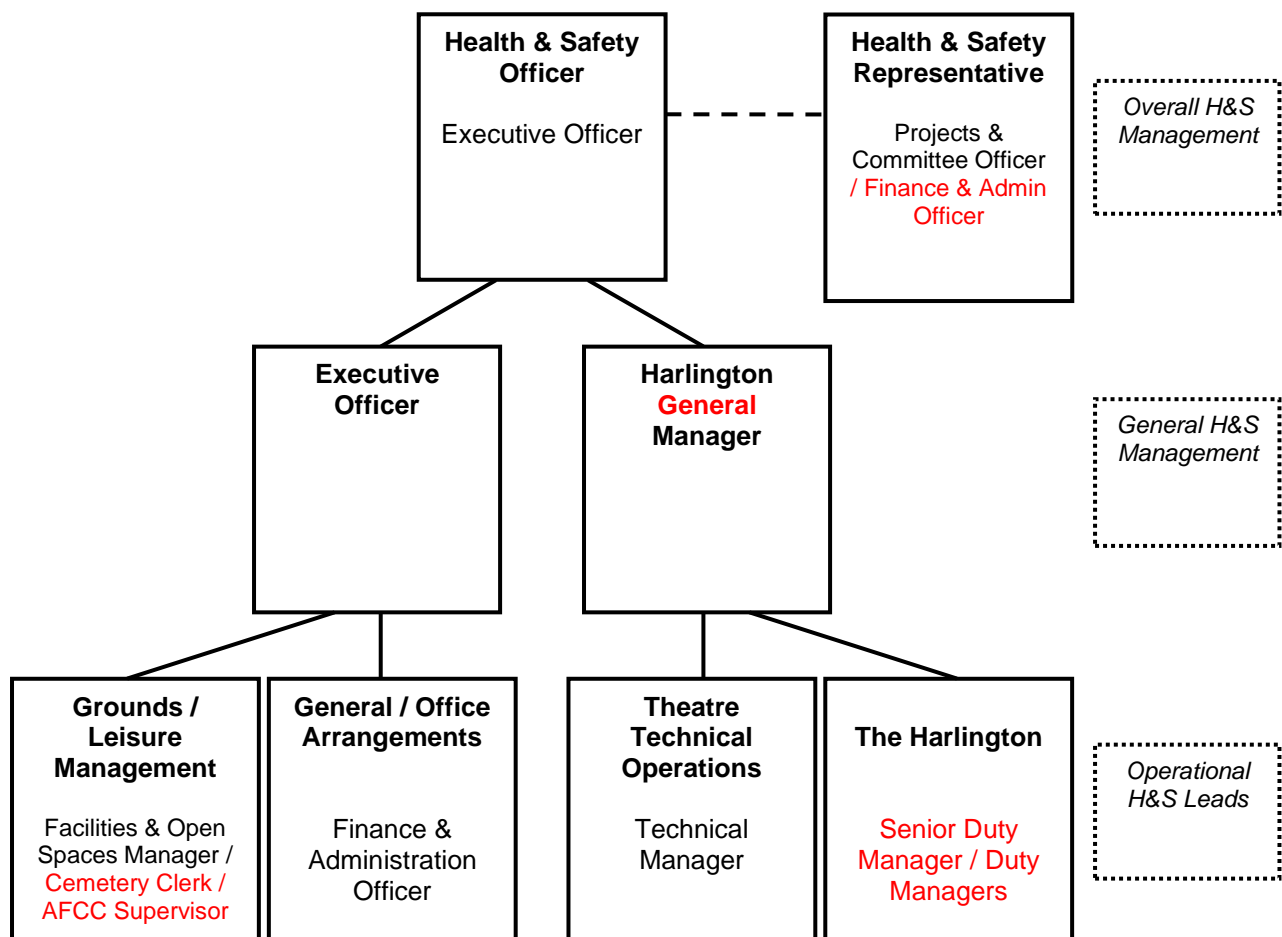 Health & Safety
Officer
Executive Officer
Health & Safety
Representative
Projects &
Committee Officer
/ Finance & Admin
Officer
Overall H&S
Management
Executive
Officer
Harlington
General
Manager
General H&S
Management
Grounds /
Leisure
Management
Facilities & Open
Spaces Manager /
Cemetery Clerk /
AFCC Supervisor
General / Office
Arrangements
Finance &
Administration
Officer
Theatre
Technical
Operations
Technical
Manager
The Harlington
Senior Duty
Manager / Duty
Managers
Operational
H&S Leads